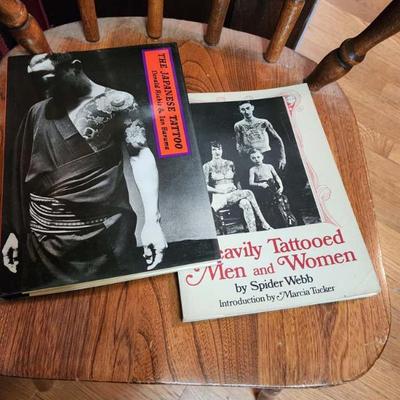 THE JAPANESE TATTOO
Donald Richie & Ian Buruma
Heavily Tattooed
Men and Women
by Spider Webb
Introduction by Marcia Tucker